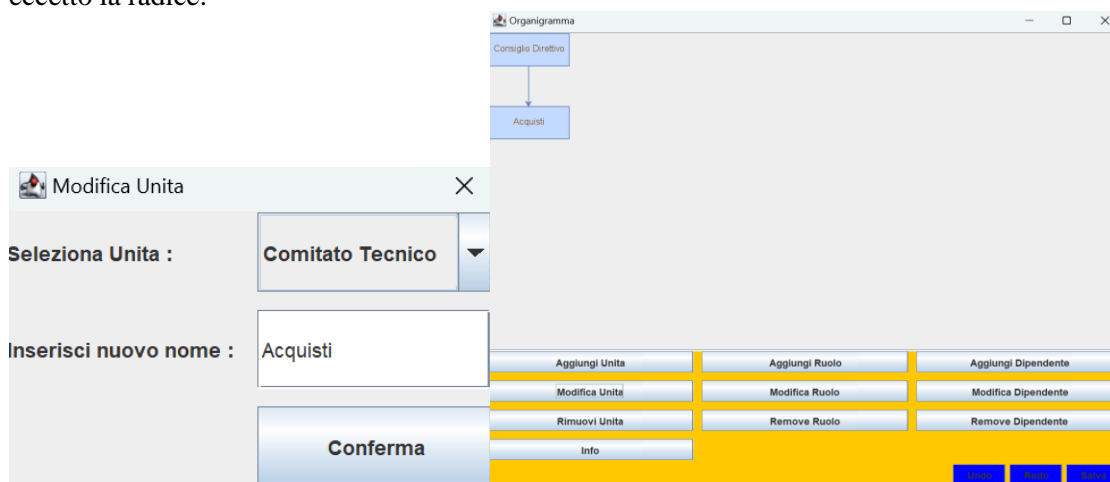 eccetto la radice.
Organigramma
Consiglio Direttivo
Acquisti
Modifica Unita
Seleziona Unita :
Comitato Tecnico
Inserisci nuovo nome :
Acquisti
Conferma
Aggiungi Unita
Aggiungi Ruolo
Aggiungi Dipendente
Modifica Unita
Modifica Ruolo
Modifica Dipendente
Rimuovi Unita
Remove Ruolo
Remove Dipendente
Info
Undo
Redo
Salva